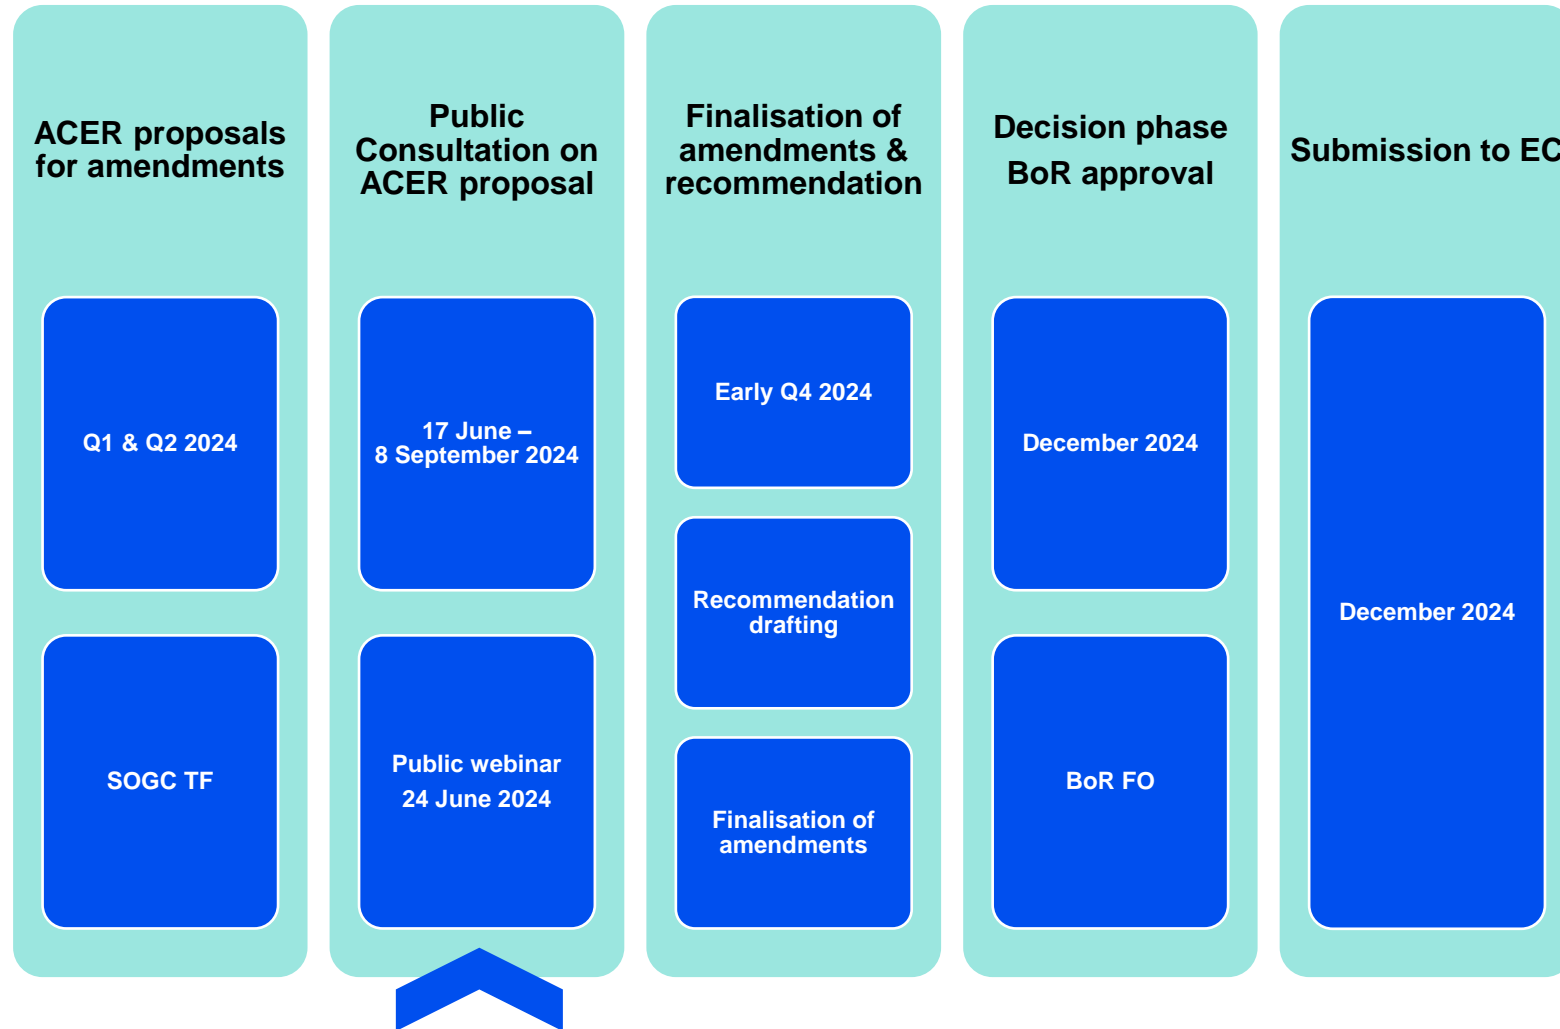 ACER proposals
for amendments
Q1 & Q2 2024
SOGC TF
Public
Consultation on
ACER proposal
17 June –
8 September 2024
Public webinar
24 June 2024
Finalisation of
amendments &
recommendation
Early Q4 2024
Recommendation
drafting
Finalisation of
amendments
Decision phase
BoR approval
December 2024
BoR FO
Submission to EC
December 2024